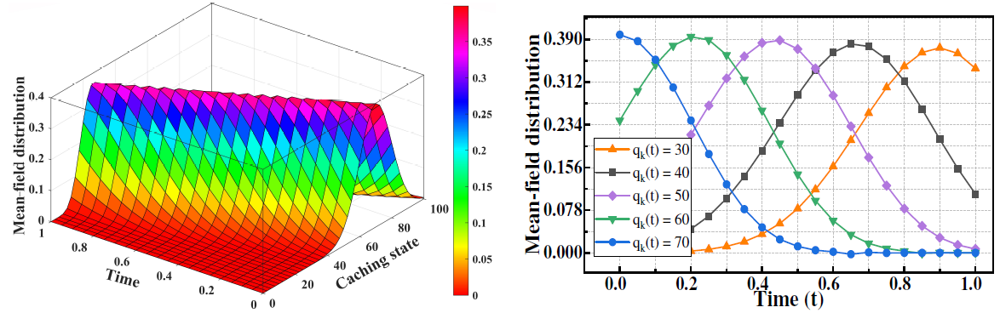 0.4
0.3
0.2
0.1
0
Mean-field distribution
1
0.8
0.6
0.4
0.2
0
Time
0
20
40
60
80
100
Caching state
0.35
0.3
0.25
0.2
0.15
0.1
0.05
0
Mean-field distribution
0.390
0.312
0.234
0.156
0.078
0.000
qk(t) = 30
qk(t) = 40
qk(t) = 50
qk(t) = 60
qk(t) = 70
0.0 0.2 0.4 0.6 0.8 1.0
Time (t)